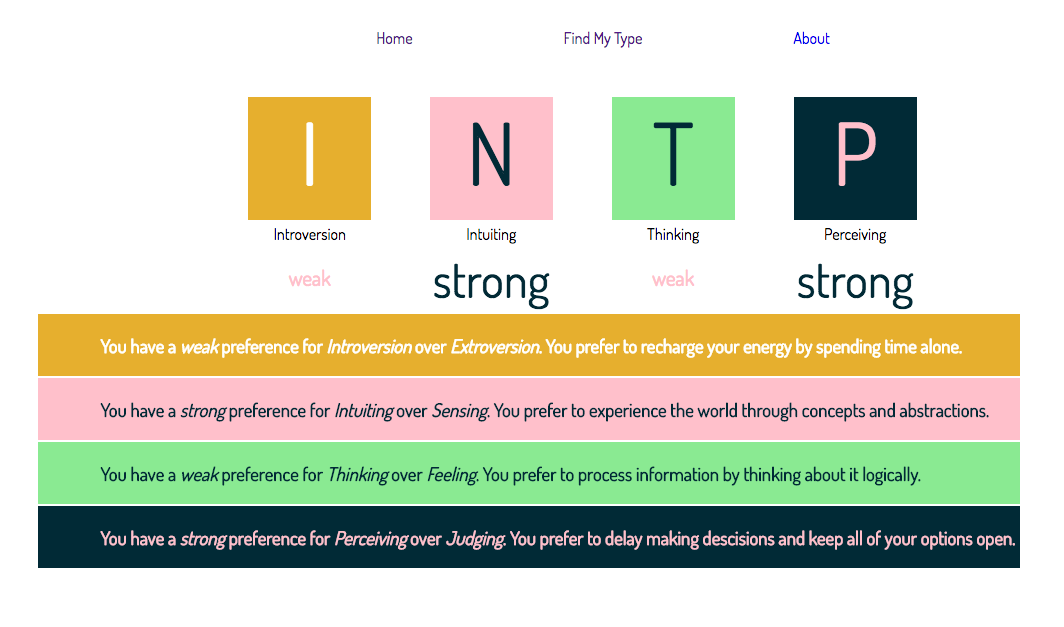 Home Find My Type About
I N T P
Introversion Intuiting Thinking Perceiving
weak strong weak strong
You have a weak preference for Introversion over Extroversion. You prefer to recharge your energy by spending time alone.
You have a strong preference for Intuiting over Sensing. You prefer to experience the world through concepts and abstractions.
You have a weak preference for Thinking over Feeling. You prefer to process information by thinking about it logically.
You have a strong preference for Perceiving over Judging. You prefer to delay making descisions and keep all of your options open.